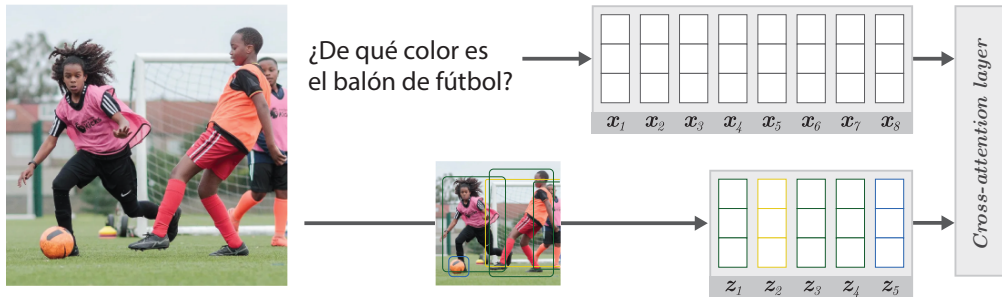 ¿De qué color es
el balón de fútbol?
x1 x2 x3 x4 x5 x6 x7 x8
Cross-attention layer
z1 z2 z3 z4 z5